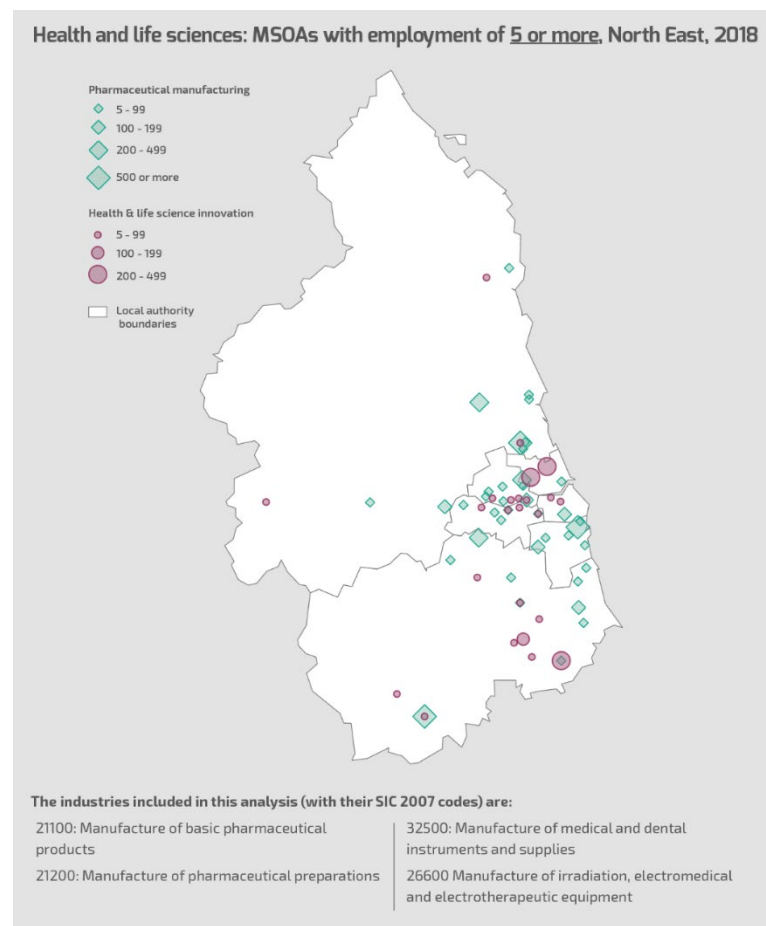 Health and life sciences: MSOAs with employment of 5 or more, North East, 2018
Pharmaceutical manufacturing
5 - 99
100 - 199
200 - 499
500 or more
Health & life science innovation
5 - 99
100 - 199
200 - 499
Local authority
boundaries
The industries included in this analysis (with their SIC 2007 codes) are:
21100: Manufacture of basic pharmaceutical
products
21200: Manufacture of pharmaceutical preparations
32500: Manufacture of medical and dental
instruments and supplies
26600 Manufacture of irradiation, electromedical
and electrotherapeutic equipment